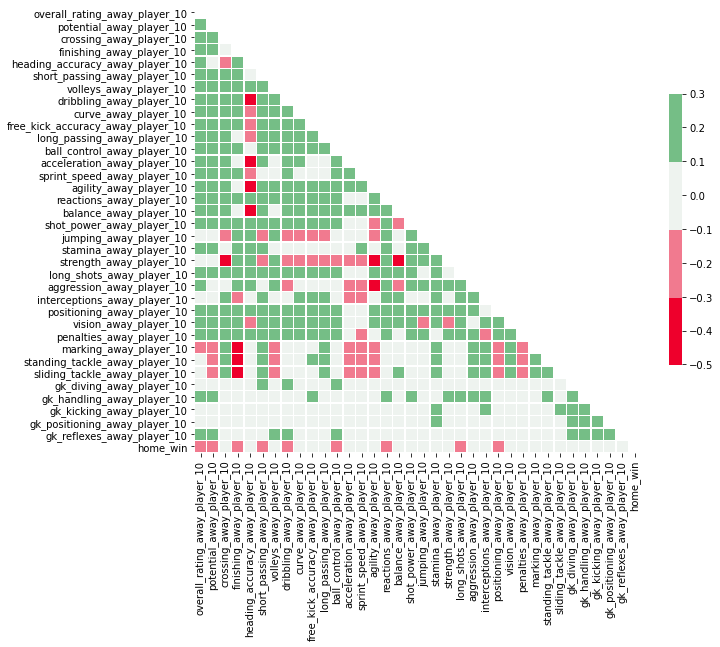 overall_rating_away_player_10
potential_away_player_10
crossing_away_player_10
finishing_away_player_10
heading_accuracy_away_player_10
short_passing_away_player_10
volleys_away_player_10
dribbling_away_player_10
curve_away_player_10
free_kick_accuracy_away_player_10
long_passing_away_player_10
ball_control_away_player_10
acceleration_away_player_10
sprint_speed_away_player_10
agility_away_player_10
reactions_away_player_10
balance_away_player_10
shot_power_away_player_10
jumping_away_player_10
stamina_away_player_10
strength_away_player_10
long_shots_away_player_10
aggression_away_player_10
interceptions_away_player_10
positioning_away_player_10
vision_away_player_10
penalties_away_player_10
marking_away_player_10
standing_tackle_away_player_10
sliding_tackle_away_player_10
gk_diving_away_player_10
gk_handling_away_player_10
gk_kicking_away_player_10
gk_positioning_away_player_10
gk_reflexes_away_player_10
home_win
0.3
0.1
0.0
−0.1
−0.2
−0.3
−0.5
overall_rating_away_player_10
potential_away_player_10
crossing_away_player_10
finishing_away_player_10
heading_accuracy_away_player_10
short_passing_away_player_10
volleys_away_player_10
dribbling_away_player_10
curve_away_player_10
free_kick_accuracy_away_player_10
long_passing_away_player_10
ball_control_away_player_10
acceleration_away_player_10
sprint_speed_away_player_10
agility_away_player_10
reactions_away_player_10
balance_away_player_10
shot_power_away_player_10
jumping_away_player_10
stamina_away_player_10
strength_away_player_10
long_shots_away_player_10
aggression_away_player_10
interceptions_away_player_10
positioning_away_player_10
vision_away_player_10
penalties_away_player_10
marking_away_player_10
standing_tackle_away_player_10
sliding_tackle_away_player_10
gk_diving_away_player_10
gk_handling_away_player_10
gk_kicking_away_player_10
gk_positioning_away_player_10
gk_reflexes_away_player_10
home_win